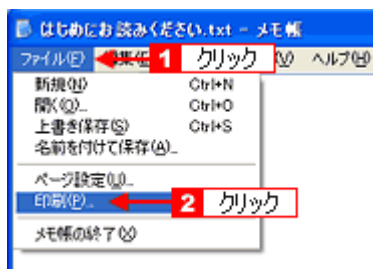 はじめにお読みください.txt - メモ帳
ファイル(F) 1 クリック (V) ヘルプ(H)
新規(N) Ctrl+N
開く(O)... Ctrl+O
上書き保存(S) Ctrl+S
名前を付けて保存(A)...
ページ設定(U)...
印刷(P)... 2 クリック
メモ帳の終了(X)